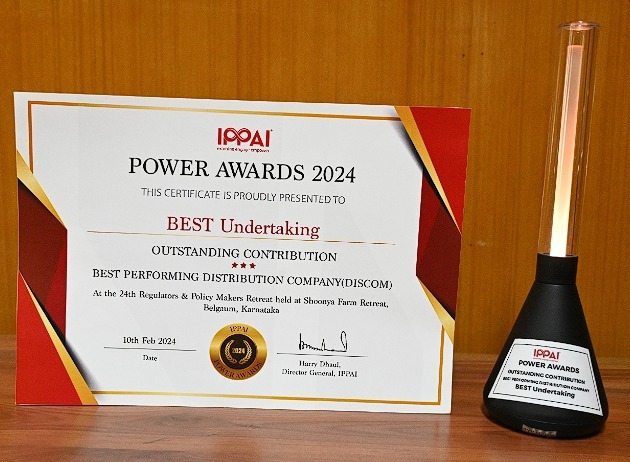 IPPAI
POWER AWARDS 2024
THIS CERTIFICATE IS PROUDLY PRESENTED TO
BEST Undertaking
OUTSTANDING CONTRIBUTION
BEST PERFORMING DISTRIBUTION COMPANY(DISCOM)
At the 24th Regulators & Policy Makers Retreat held at Shoonya Farm Retreat,
Belgaum, Karnataka
10th Feb 2024
Date
IPPAI
2024
POWER AWARDS
Harry Dhaul,
Director General, IPPAI
IPPAI
POWER AWARDS
OUTSTANDING CONTRIBUTION
BEST PERFORMING DISTRIBUTION COMPANY
BEST Undertaking